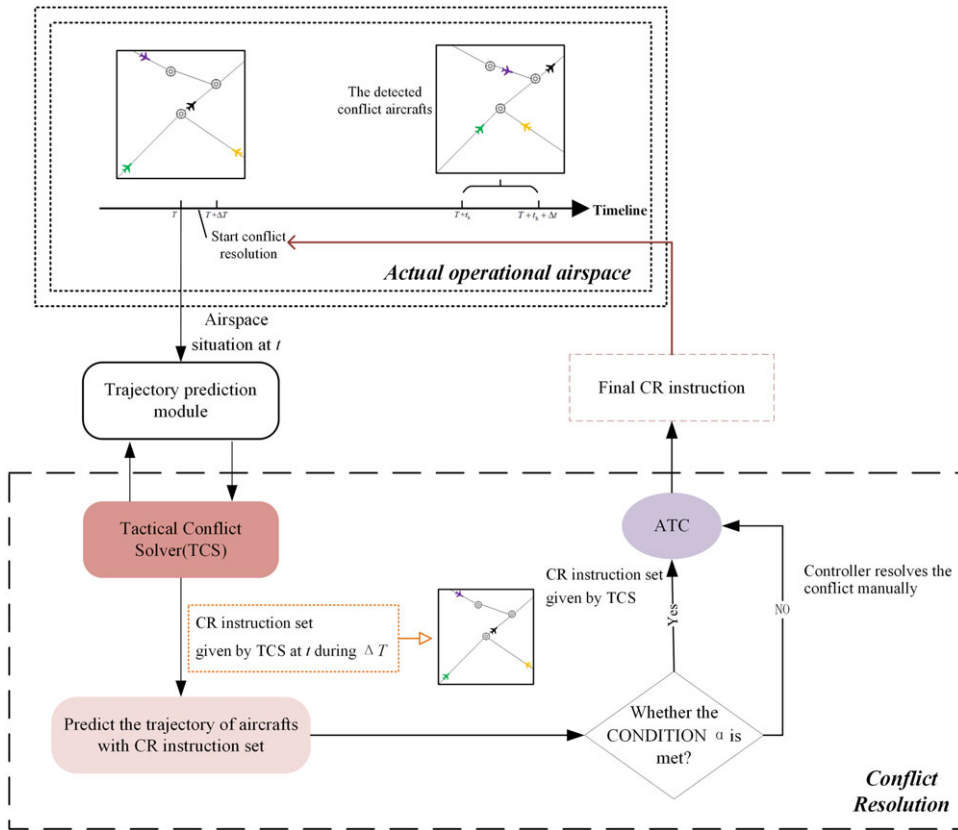 The detected
conflict aircrafts
T
T+ΔT
T+th
T+th+Δt
Timeline
Start conflict
resolution
Actual operational airspace
Airspace
situation at t
Trajectory prediction
module
Final CR instruction
Tactical Conflict
Solver(TCS)
ATC
CR instruction set
given by TCS
Controller resolves the
conflict manually
CR instruction set
given by TCS at t during ΔT
Yes
NO
Predict the trajectory of aircrafts
with CR instruction set
Whether the
CONDITION α is
met?
Conflict
Resolution